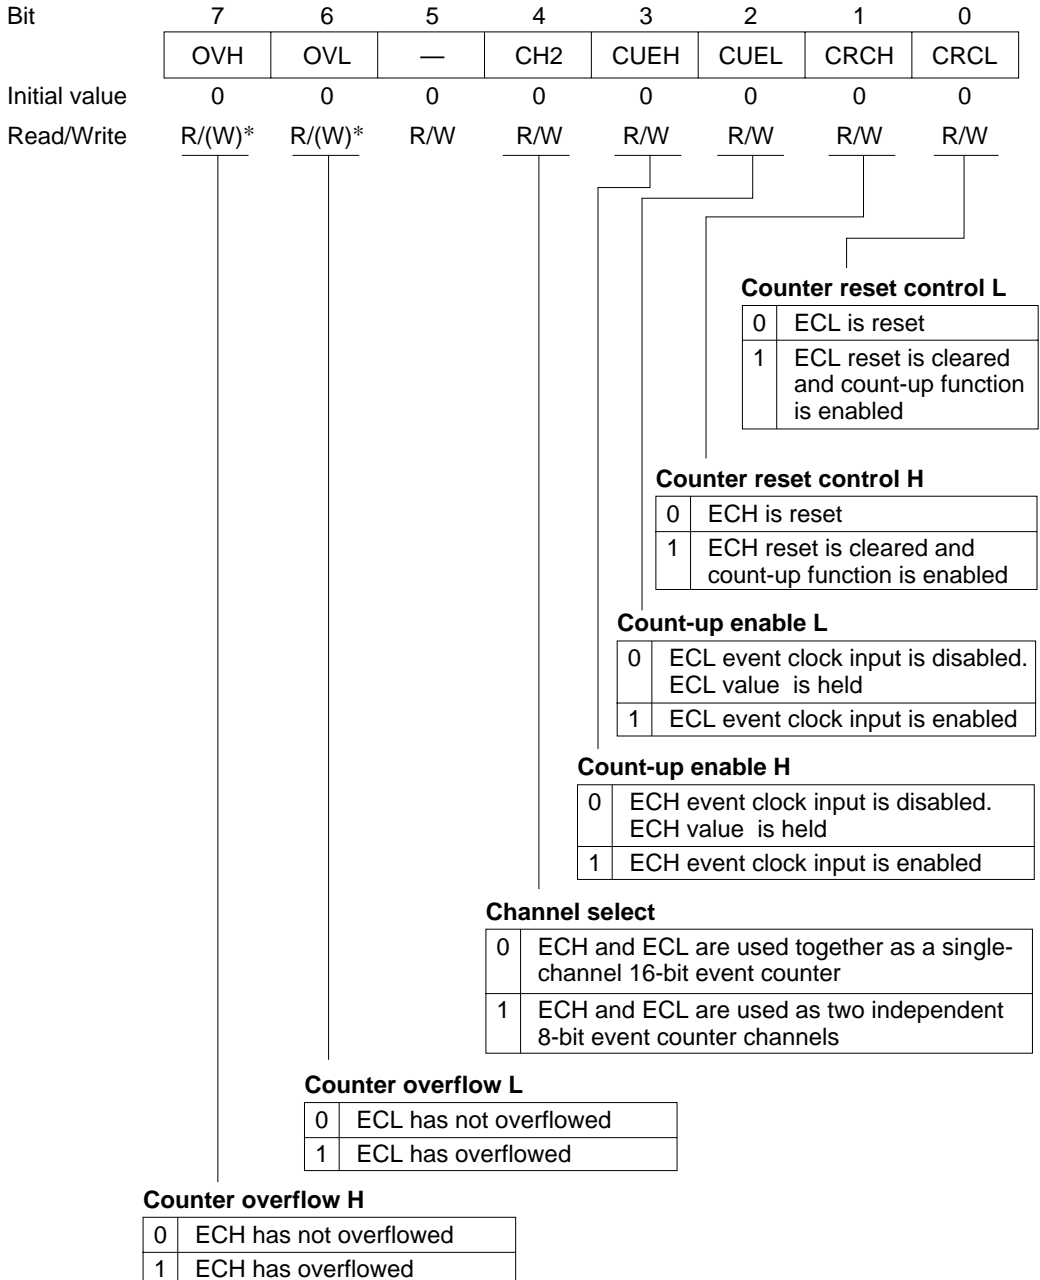 Bit 7 6 5 4 3 2 1 0
OVH OVL — CH2 CUEH CUEL CRCH CRCL
Initial value 0 0 0 0 0 0 0 0
Read/Write R/(W)* R/(W)* R/W R/W R/W R/W R/W R/W
Counter reset control L
0 ECL is reset
1 ECL reset is cleared
and count-up function
is enabled
Counter reset control H
0 ECH is reset
1 ECH reset is cleared and
count-up function is enabled
Count-up enable L
0 ECL event clock input is disabled.
ECL value is held
1 ECL event clock input is enabled
Count-up enable H
0 ECH event clock input is disabled.
ECH value is held
1 ECH event clock input is enabled
Channel select
0 ECH and ECL are used together as a single-
channel 16-bit event counter
1 ECH and ECL are used as two independent
8-bit event counter channels
Counter overflow L
0 ECL has not overflowed
1 ECL has overflowed
Counter overflow H
0 ECH has not overflowed
1 ECH has overflowed